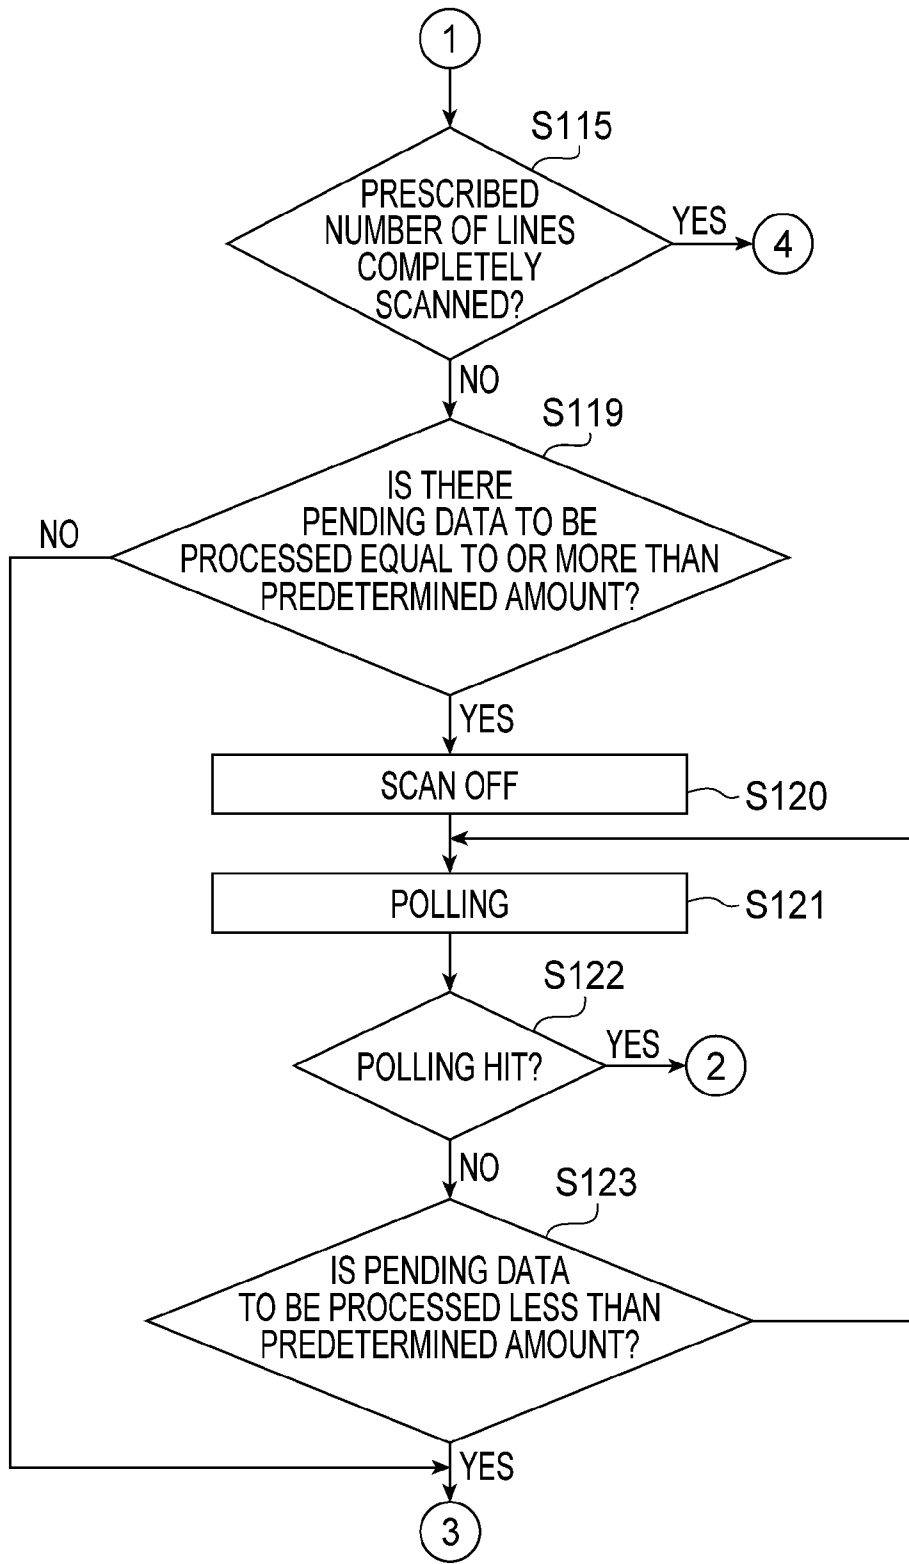 1
S115
PRESCRIBED
NUMBER OF LINES
COMPLETELY
SCANNED?
YES
4
NO
S119
IS THERE
PENDING DATA TO BE
PROCESSED EQUAL TO OR MORE THAN
PREDETERMINED AMOUNT?
NO
YES
SCAN OFF
S120
POLLING
S121
S122
POLLING HIT?
YES
2
NO
S123
IS PENDING DATA
TO BE PROCESSED LESS THAN
PREDETERMINED AMOUNT?
YES
3